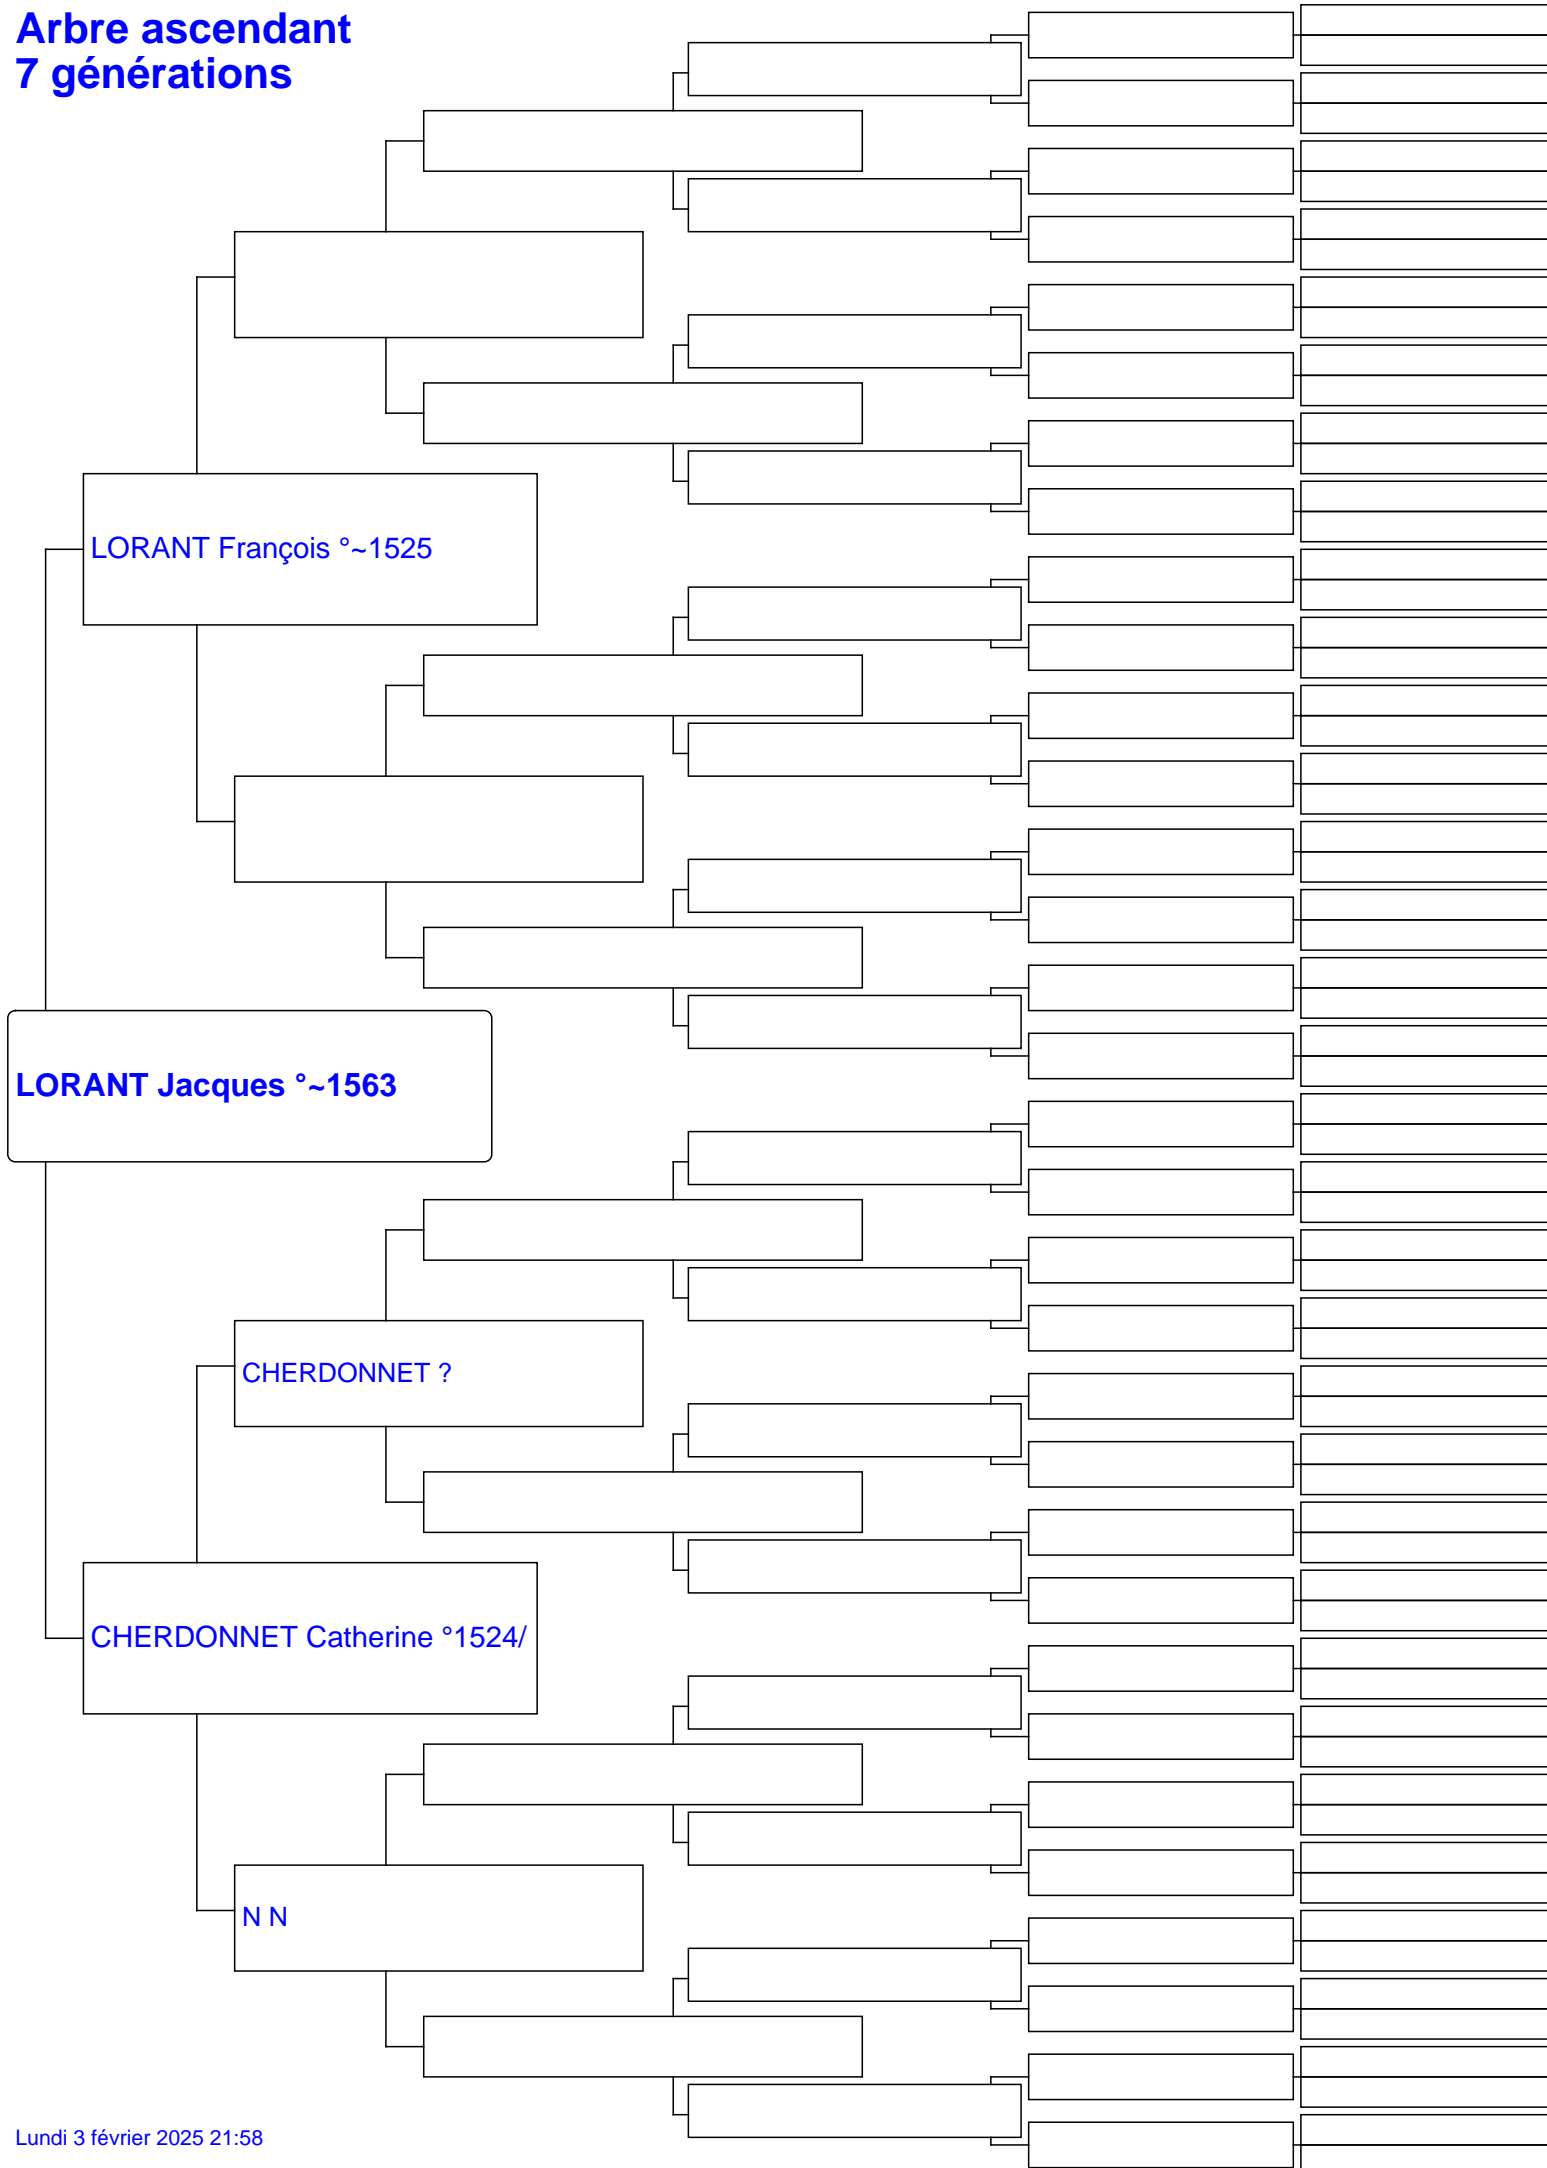 Arbre ascendant
7 générations
LORANT François °~1525
LORANT Jacques °~1563
CHERDONNET ?
CHERDONNET Catherine °1524/
N N
Lundi 3 février 2025 21:58